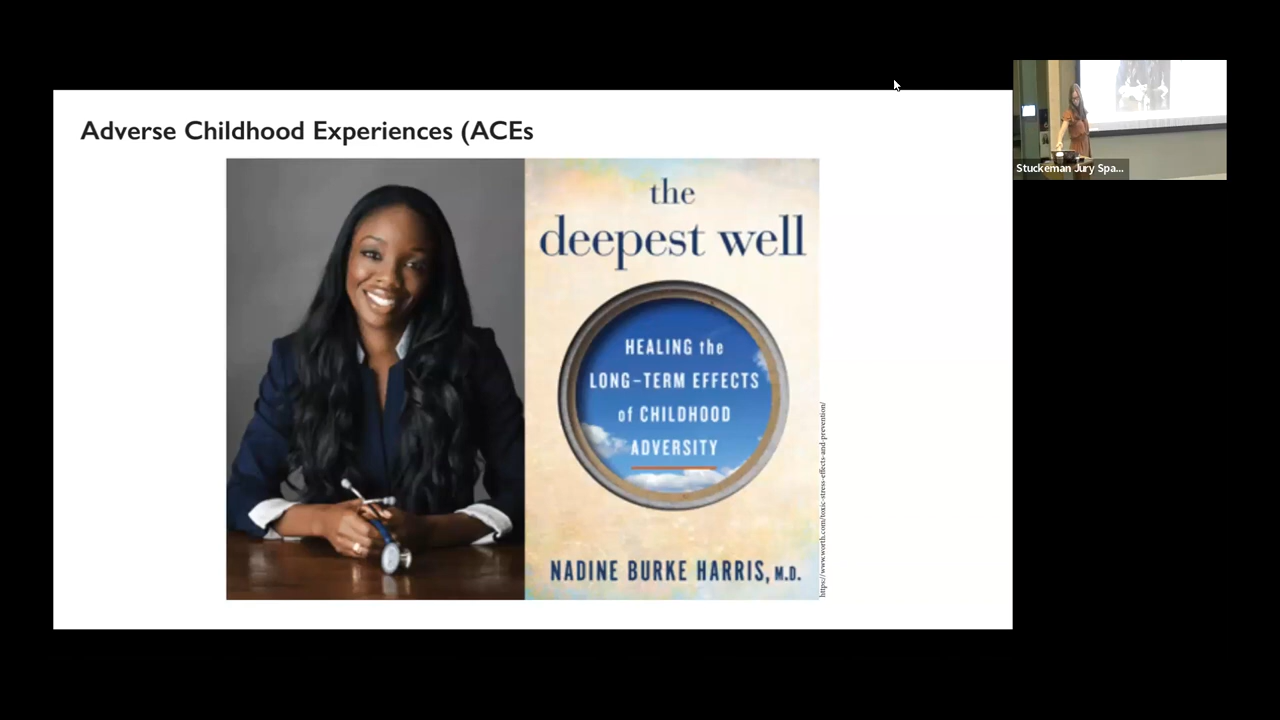 Adverse Childhood Experiences (ACEs
the
deepest well
HEALING the
LONG-TERM EFFECTS
of CHILDHOOD
ADVERSITY
NADINE BURKE HARRIS, M.D.
https://www.worth.com/toxic-stress-effects-and-prevention/
Stuckeman Jury Spa...